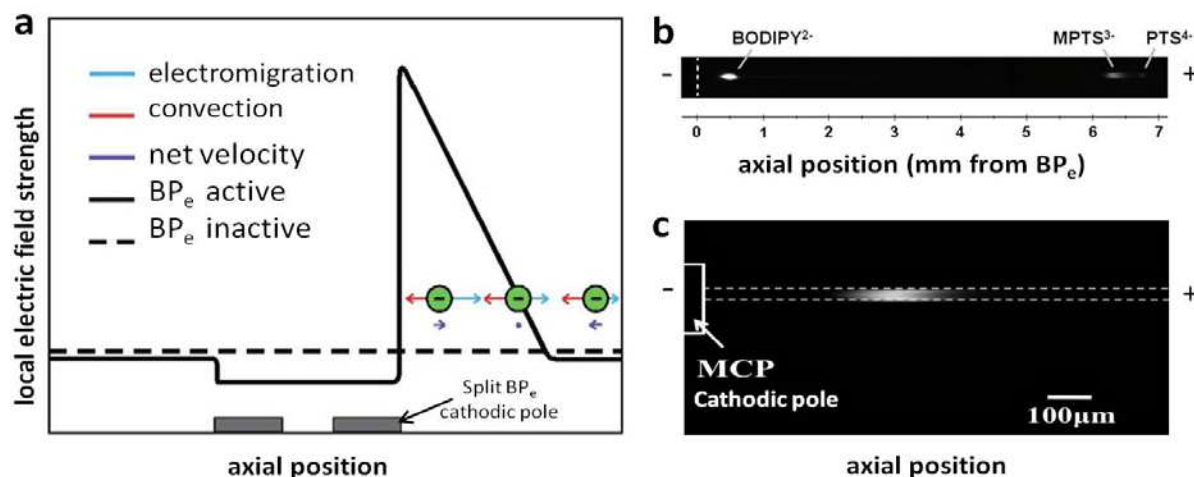 a
local electric field strength
electromigration
convection
net velocity
BPe active
BPe inactive
Split BPe
cathodic pole
axial position
b
BODIPY2-
MPTS3-
PTS4-
-
+
0 1 2 3 4 5 6 7
axial position (mm from BPe)
c
-
+
MCP
Cathodic pole
100µm
axial position